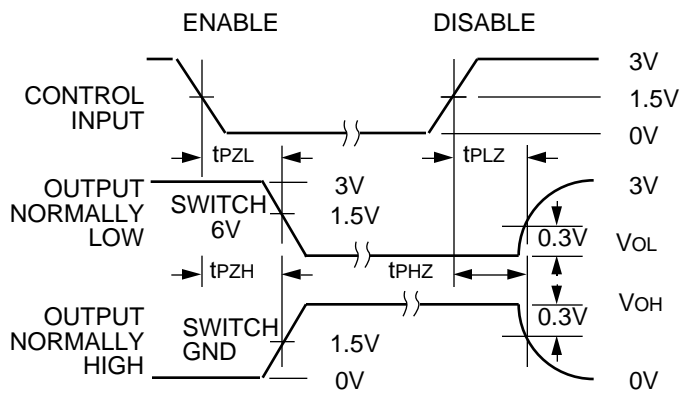 ENABLE DISABLE
3V
CONTROL INPUT 1.5V
0V
tPZL tPLZ
OUTPUT NORMALLY LOW
SWITCH 6V
3V
1.5V
3V
0.3V VOL
tPZH tPHZ
OUTPUT NORMALLY HIGH
SWITCH GND
1.5V
0V
VOH
0.3V
0V